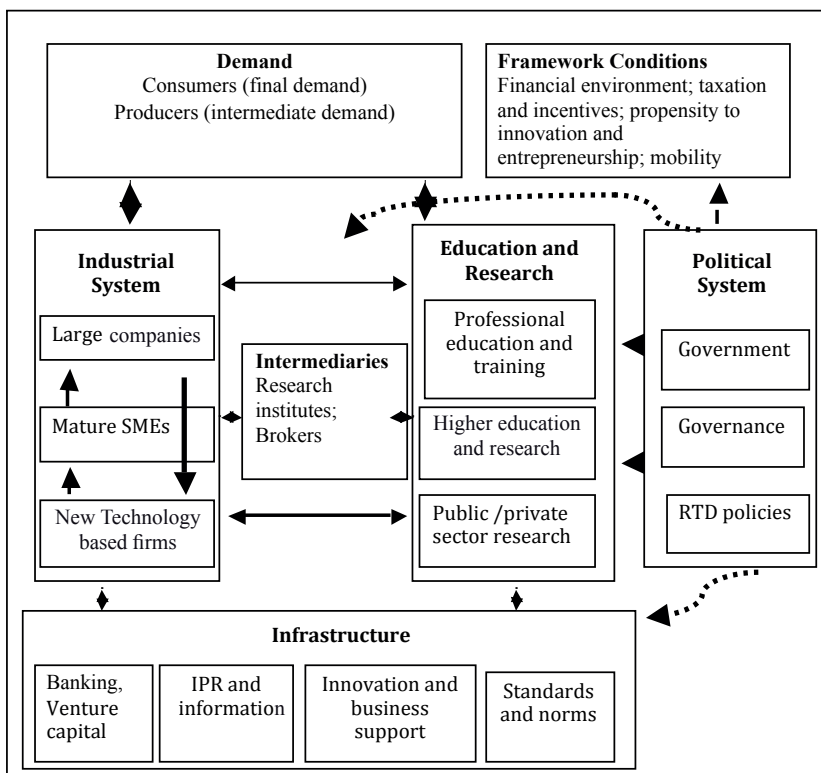 Demand
Consumers (final demand)
Producers (intermediate demand)
Framework Conditions
Financial environment; taxation
and incentives; propensity to
innovation and
entrepreneurship; mobility
Industrial
System
Large companies
Mature SMEs
New Technology
based firms
Intermediaries
Research
institutes;
Brokers
Education and
Research
Professional
education and
training
Higher education
and research
Public /private
sector research
Political
System
Government
Governance
RTD policies
Infrastructure
Banking,
Venture
capital
IPR and
information
Innovation and
business
support
Standards
and norms